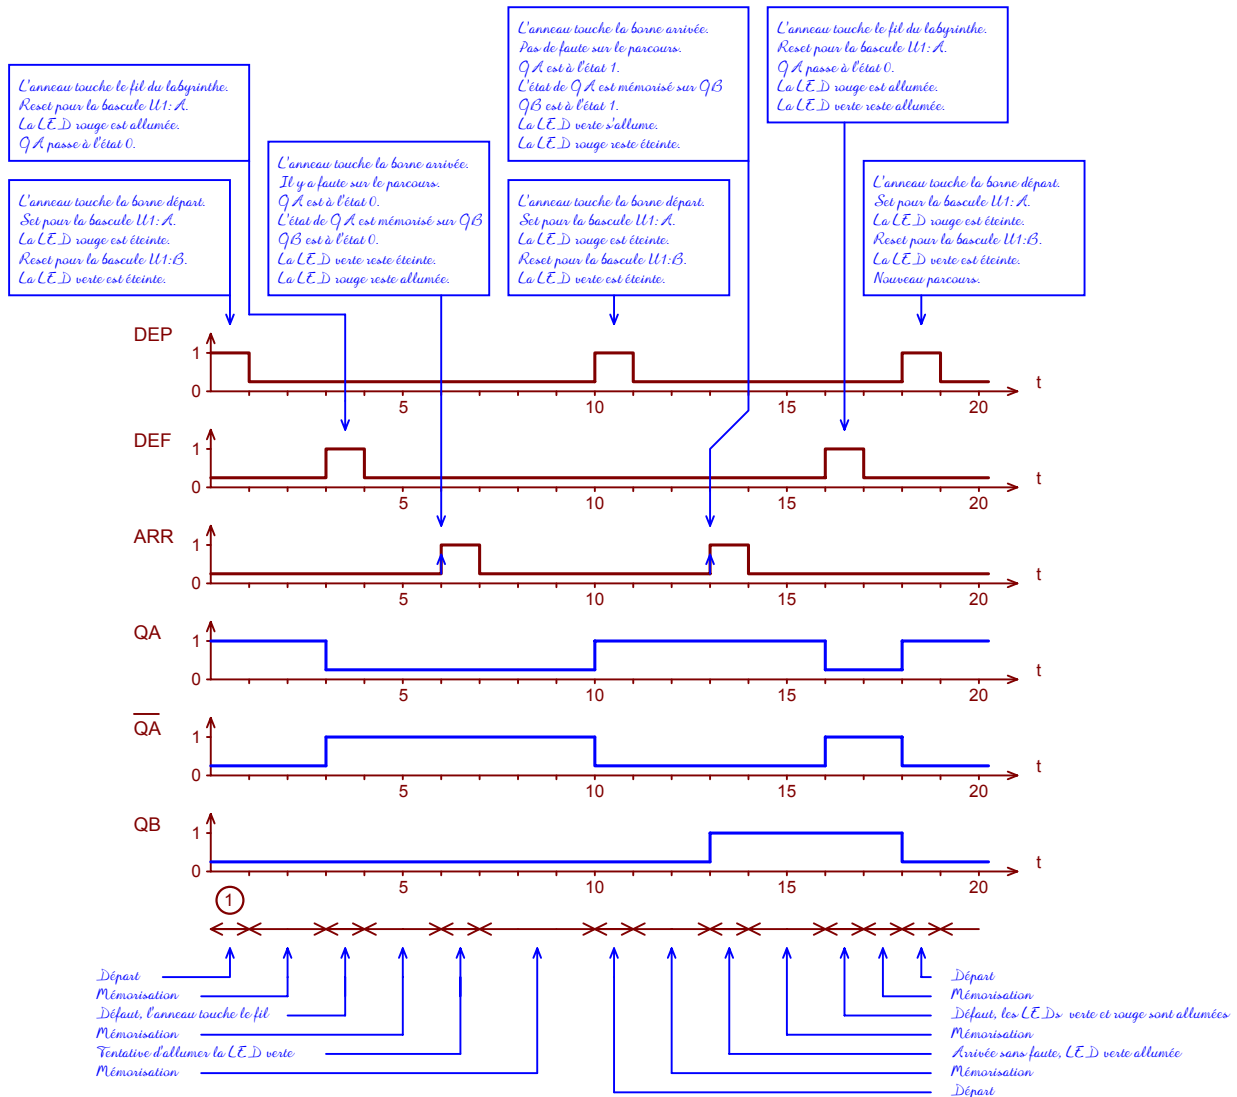 L'anneau touche le fil du labyrinthe.
Reset pour la bascule U1:A.
La LED rouge est allumée.
QA passe à l'état 0.
L'anneau touche la borne départ.
Set pour la bascule U1:A.
La LED rouge est éteinte.
Reset pour la bascule U1:B.
La LED verte est éteinte.
L'anneau touche la borne arrivée.
Il y a faute sur le parcours.
QA est à l'état 0.
L'état de QA est mémorisé sur QB
QB est à l'état 0.
La LED verte reste éteinte.
La LED rouge reste allumée.
L'anneau touche la borne arrivée.
Pas de faute sur le parcours.
QA est à l'état 1.
L'état de QA est mémorisé sur QB
QB est à l'état 1.
La LED verte s'allume.
La LED rouge reste éteinte.
L'anneau touche la borne départ.
Set pour la bascule U1:A.
La LED rouge est éteinte.
Reset pour la bascule U1:B.
La LED verte est éteinte.
L'anneau touche le fil du labyrinthe.
Reset pour la bascule U1:A.
QA passe à l'état 0.
La LED rouge est allumée.
La LED verte reste allumée.
L'anneau touche la borne départ.
Set pour la bascule U1:A.
La LED rouge est éteinte.
Reset pour la bascule U1:B.
La LED verte est éteinte.
Nouveau parcours.
DEP
1
0
5 10 15 20
t
DEF
1
0
5 10 15 20
t
ARR
1
0
5 10 15 20
t
QA
1
0
5 10 15 20
t
Q̅A̅
1
0
5 10 15 20
t
QB
1
0
5 10 15 20
t
1
Départ
Mémorisation
Défaut, l'anneau touche le fil
Mémorisation
Tentative d'allumer la LED verte
Mémorisation
Départ
Mémorisation
Défaut, les LEDs verte et rouge sont allumées
Mémorisation
Arrivée sans faute, LED verte allumée
Mémorisation
Départ